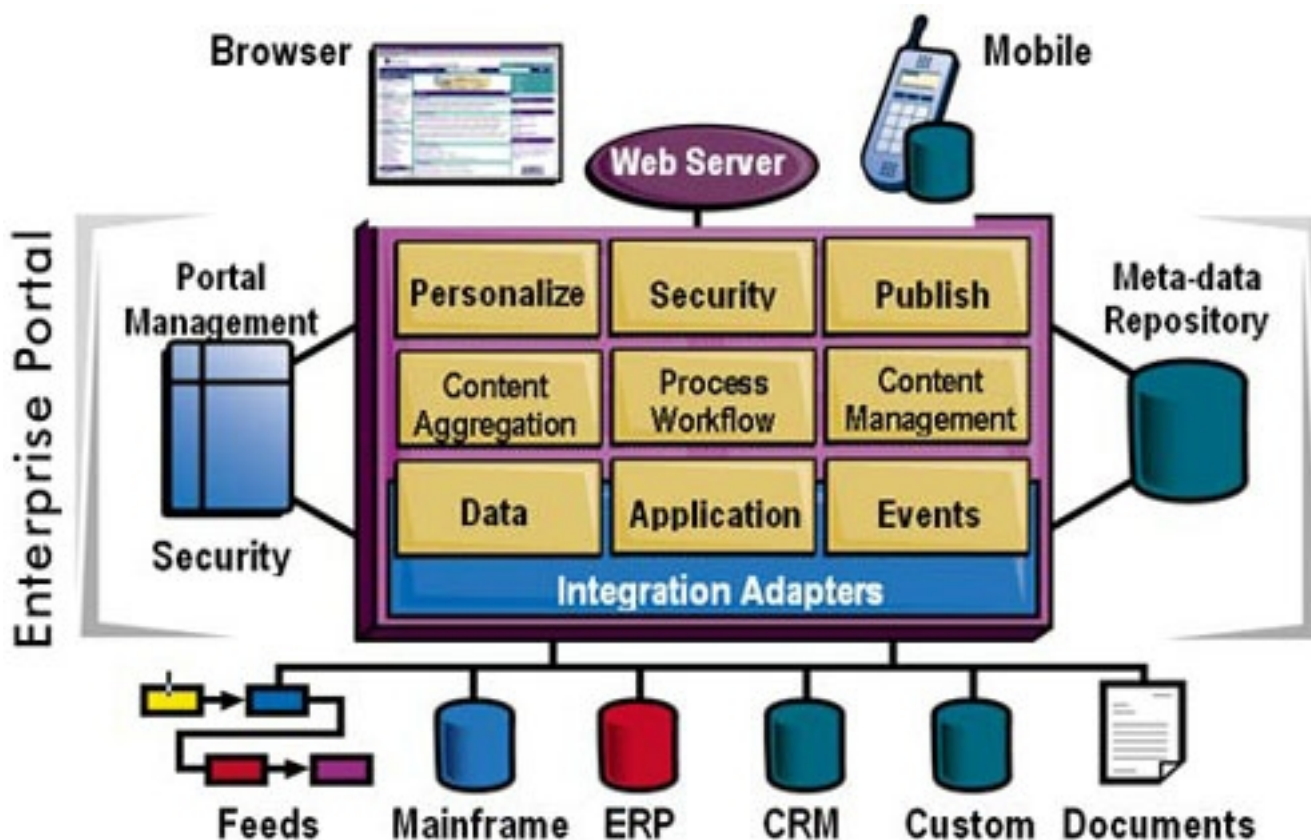 Browser
Mobile
Web Server
Enterprise Portal
Portal
Management
Security
Personalize
Security
Publish
Content
Aggregation
Process
Workflow
Content
Management
Data
Application
Events
Integration Adapters
Meta-data
Repository
Feeds
Mainframe
ERP
CRM
Custom
Documents